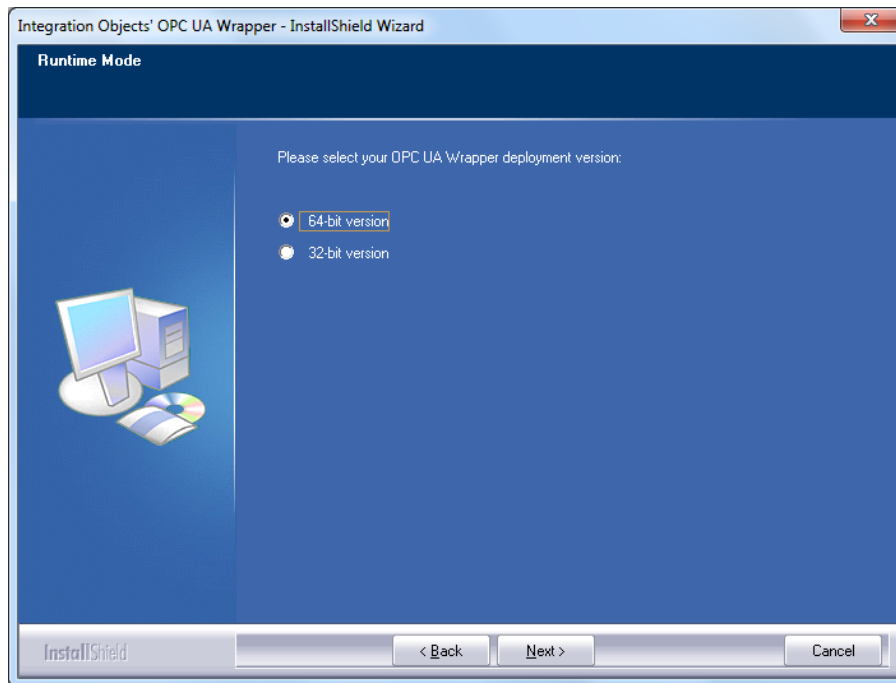 Integration Objects' OPC UA Wrapper - InstallShield Wizard
Runtime Mode
Please select your OPC UA Wrapper deployment version:
64-bit version
32-bit version
InstallShield
< Back
Next >
Cancel